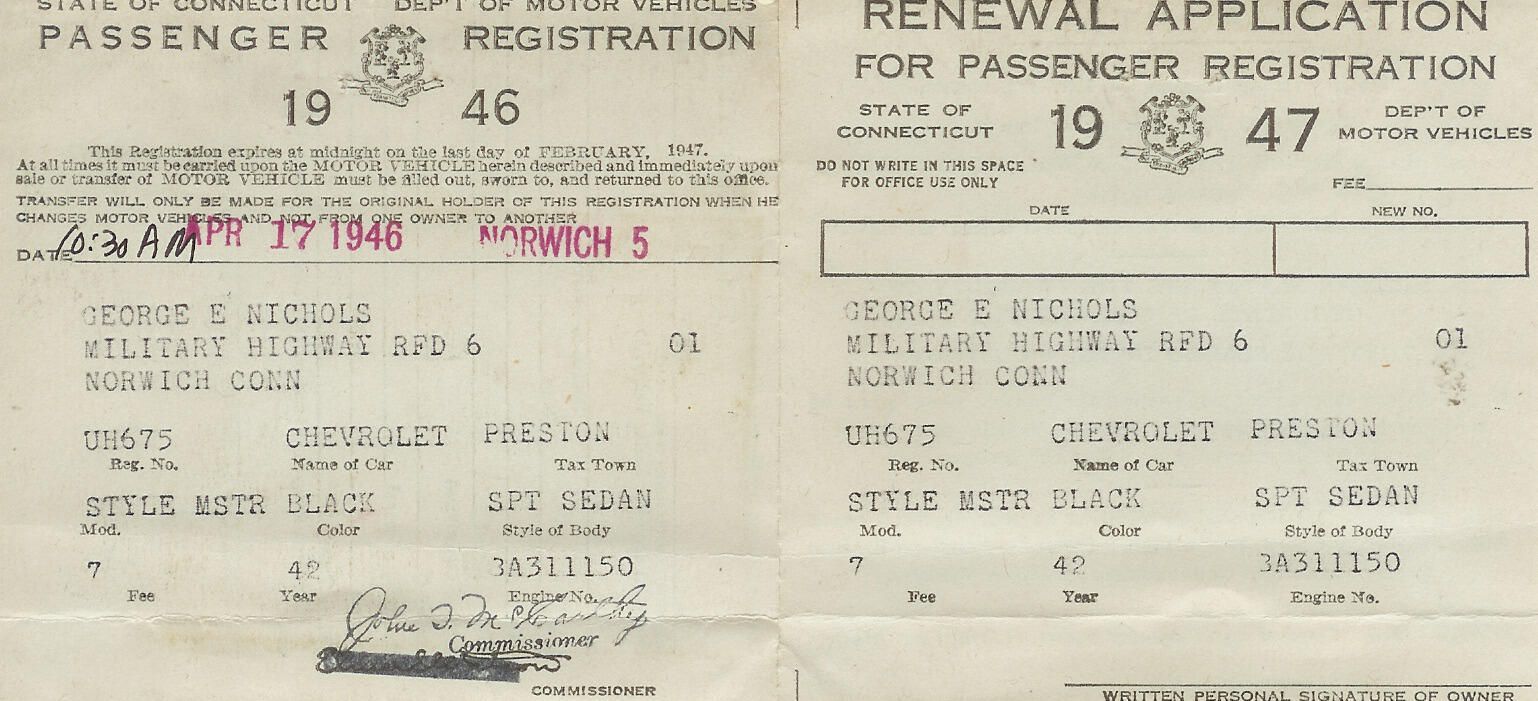 STATE OF CONNECTICUT DEP'T OF MOTOR VEHICLES
PASSENGER REGISTRATION
19 46
This Registration expires at midnight on the last day of FEBRUARY, 1947.
At all times it must be carried upon the MOTOR VEHICLE herein described and immediately upon
sale or transfer of MOTOR VEHICLE must be filled out, sworn to, and returned to this office.
TRANSFER WILL ONLY BE MADE FOR THE ORIGINAL HOLDER OF THIS REGISTRATION WHEN HE
CHANGES MOTOR VEHICLES AND NOT FROM ONE OWNER TO ANOTHER
DATE 10:30 AM APR 17 1946 NORWICH 5
GEORGE E NICHOLS
MILITARY HIGHWAY RFD 6 01
NORWICH CONN
UH675 CHEVROLET PRESTON
Reg. No. Name of Car Tax Town
STYLE MSTR BLACK SPT SEDAN
Mod. Color Style of Body
7 42 3A311150
Fee Year Engine No.
John T. McCarthy
Commissioner
COMMISSIONER
RENEWAL APPLICATION
FOR PASSENGER REGISTRATION
STATE OF CONNECTICUT 19 47 DEP'T OF MOTOR VEHICLES
DO NOT WRITE IN THIS SPACE
FOR OFFICE USE ONLY FEE
DATE NEW NO.
GEORGE E NICHOLS
MILITARY HIGHWAY RFD 6 01
NORWICH CONN
UH675 CHEVROLET PRESTON
Reg. No. Name of Car Tax Town
STYLE MSTR BLACK SPT SEDAN
Mod. Color Style of Body
7 42 3A311150
Fee Year Engine No.
WRITTEN PERSONAL SIGNATURE OF OWNER